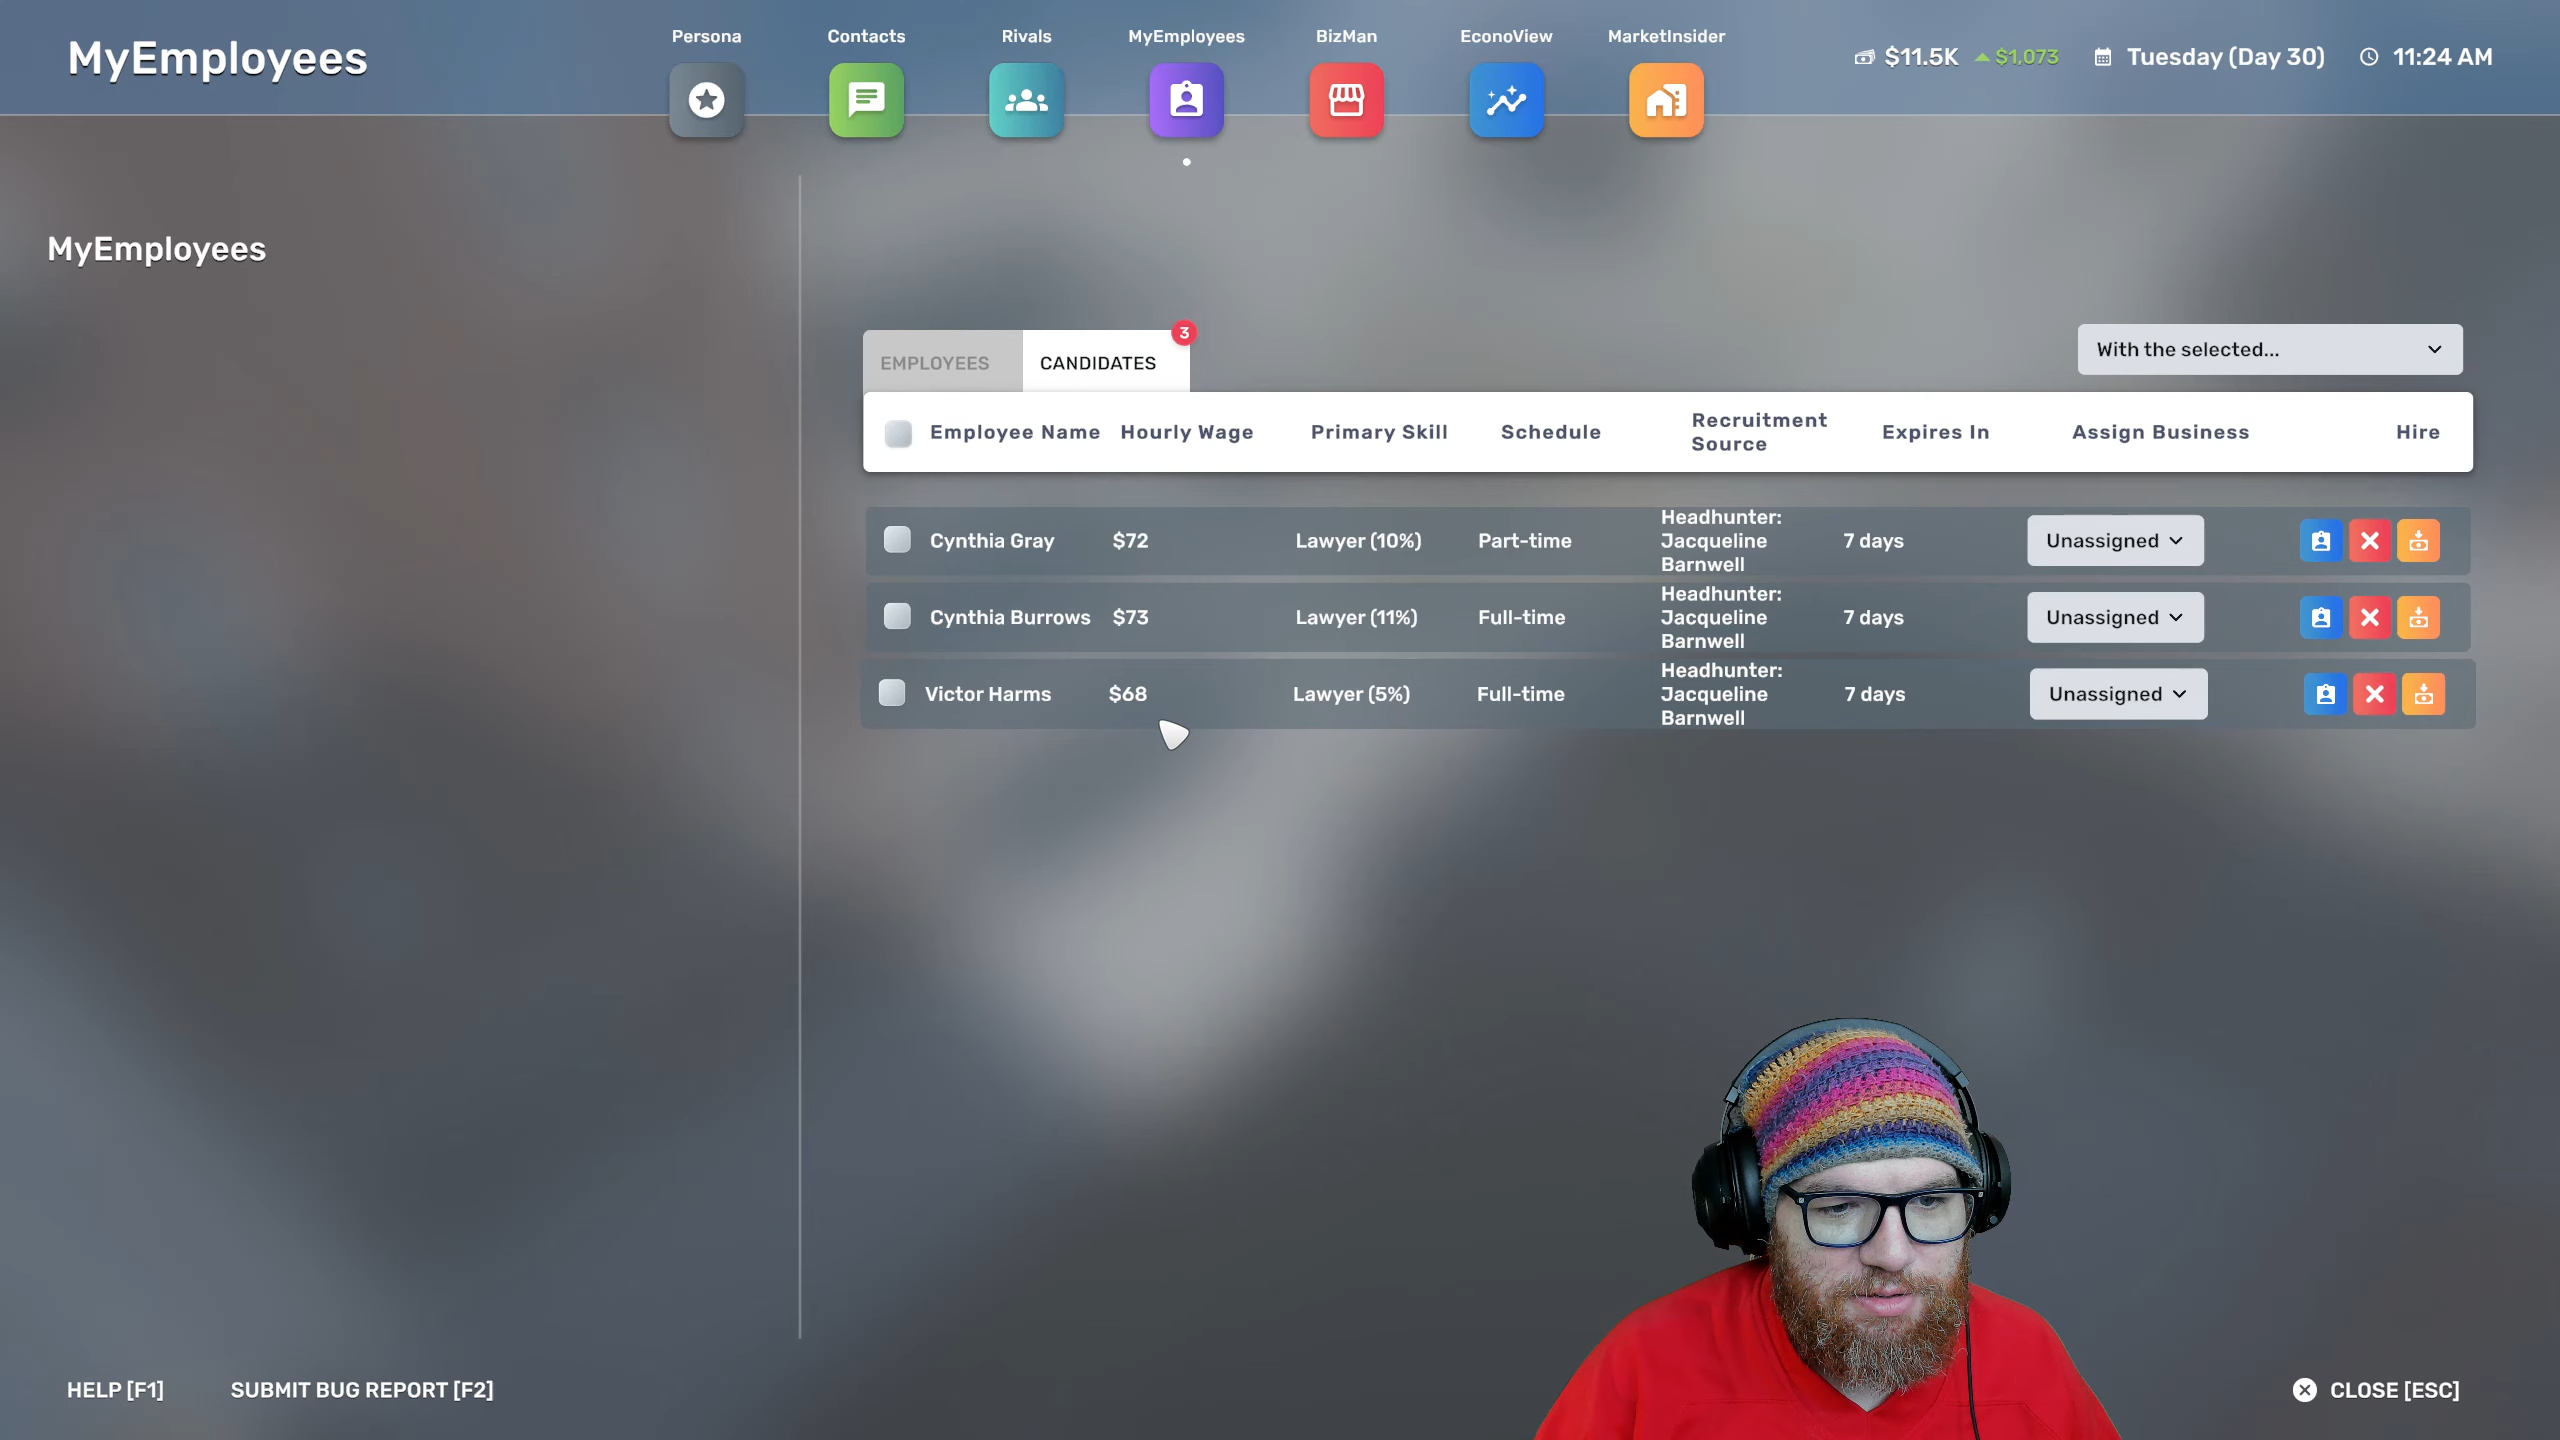 MyEmployees
Persona
Contacts
Rivals
MyEmployees
BizMan
EconoView
MarketInsider
$11.5K
$1,073
Tuesday (Day 30)
11:24 AM
MyEmployees
EMPLOYEES
CANDIDATES
3
With the selected...
Employee Name
Hourly Wage
Primary Skill
Schedule
Recruitment
Source
Expires In
Assign Business
Hire
Cynthia Gray
$72
Lawyer (10%)
Part-time
Headhunter:
Jacqueline
Barnwell
7 days
Unassigned
Cynthia Burrows
$73
Lawyer (11%)
Full-time
Headhunter:
Jacqueline
Barnwell
7 days
Unassigned
Victor Harms
$68
Lawyer (5%)
Full-time
Headhunter:
Jacqueline
Barnwell
7 days
Unassigned
HELP [F1]
SUBMIT BUG REPORT [F2]
CLOSE [ESC]